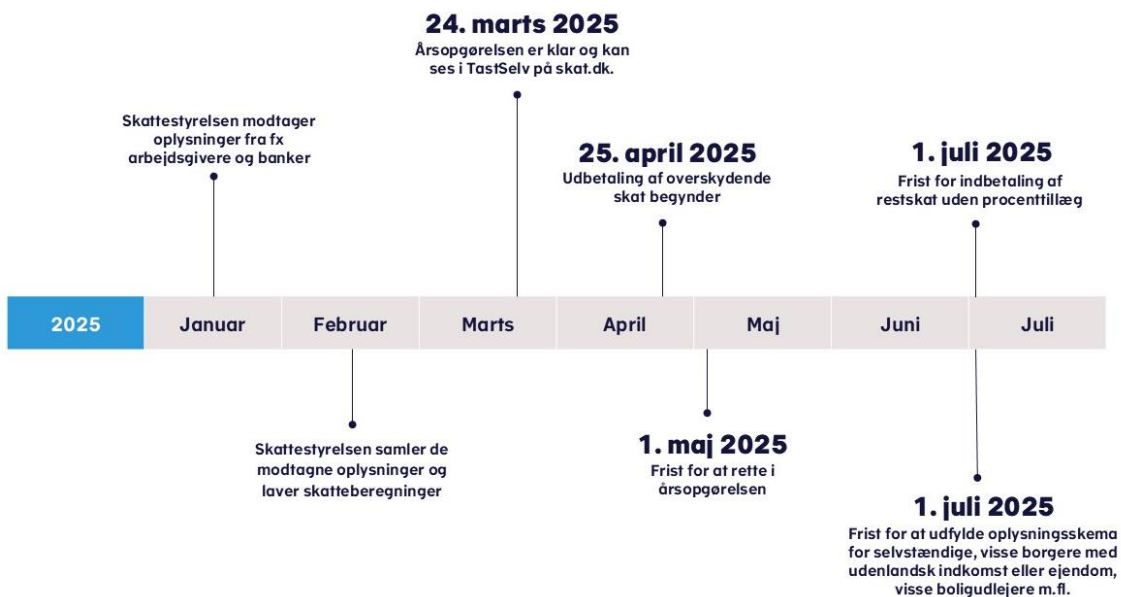 24. marts 2025
Årsopgørelsen er klar og kan
ses i TastSelv på skat.dk.
Skattestyrelsen modtager
oplysninger fra fx
arbejdsgivere og banker
25. april 2025
Udbetaling af overskydende
skat begynder
1. juli 2025
Frist for indbetaling af
restskat uden procenttillæg
2025
Januar
Februar
Marts
April
Maj
Juni
Juli
Skattestyrelsen samler de
modtagne oplysninger og
laver skatteberegninger
1. maj 2025
Frist for at rette i
årsopgørelsen
1. juli 2025
Frist for at udfylde oplysningsskema
for selvstændige, visse borgere med
udenlandsk indkomst eller ejendom,
visse boligudlejere m.fl.